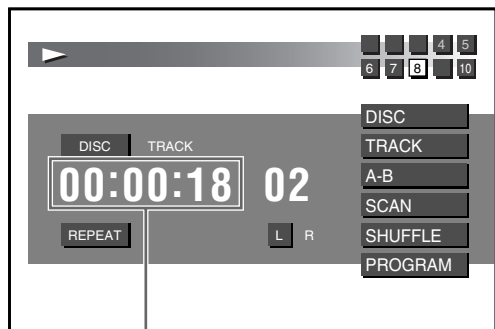 4 5
6 7 8 10
DISC
DISC TRACK
TRACK
A-B
00:00:18 02
SCAN
REPEAT L R
SHUFFLE
PROGRAM